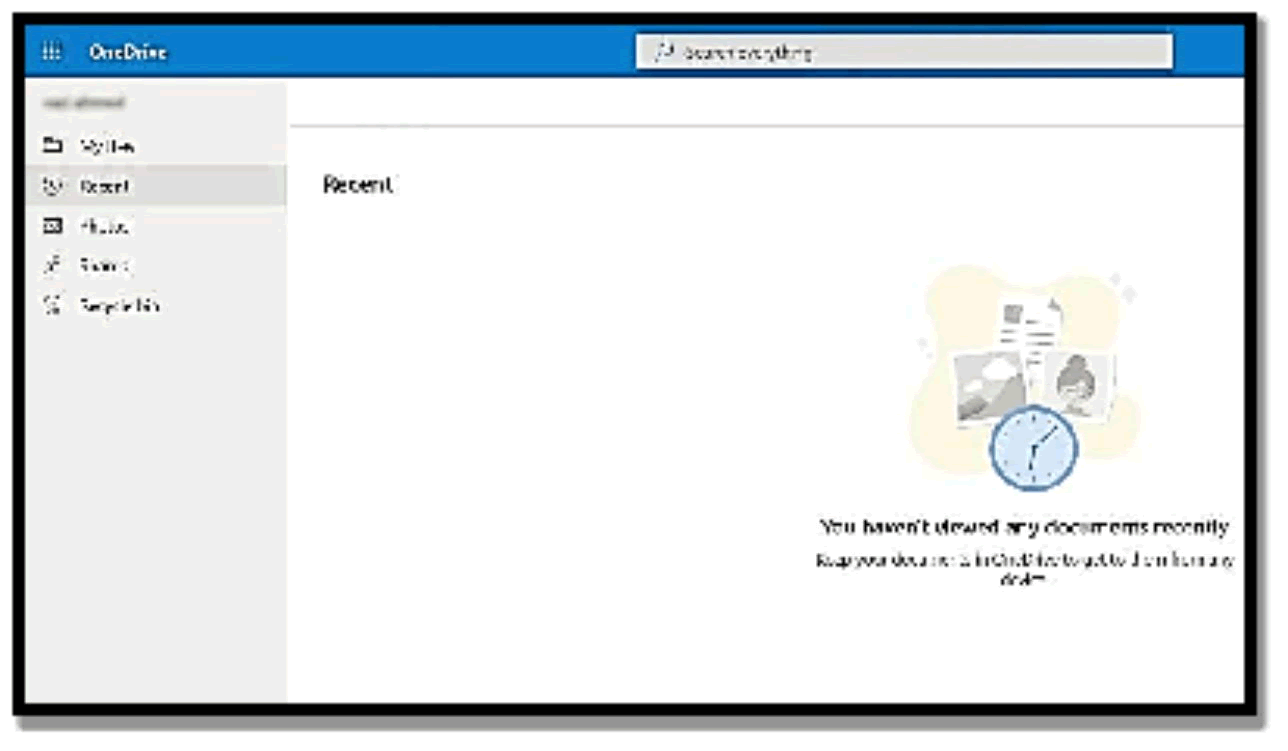 OneDrive
Search everything
My files
Recent
Photos
Shared
Recycle bin
Recent
You haven't viewed any documents recently
Keep your documents in OneDrive to get to them from any
device.